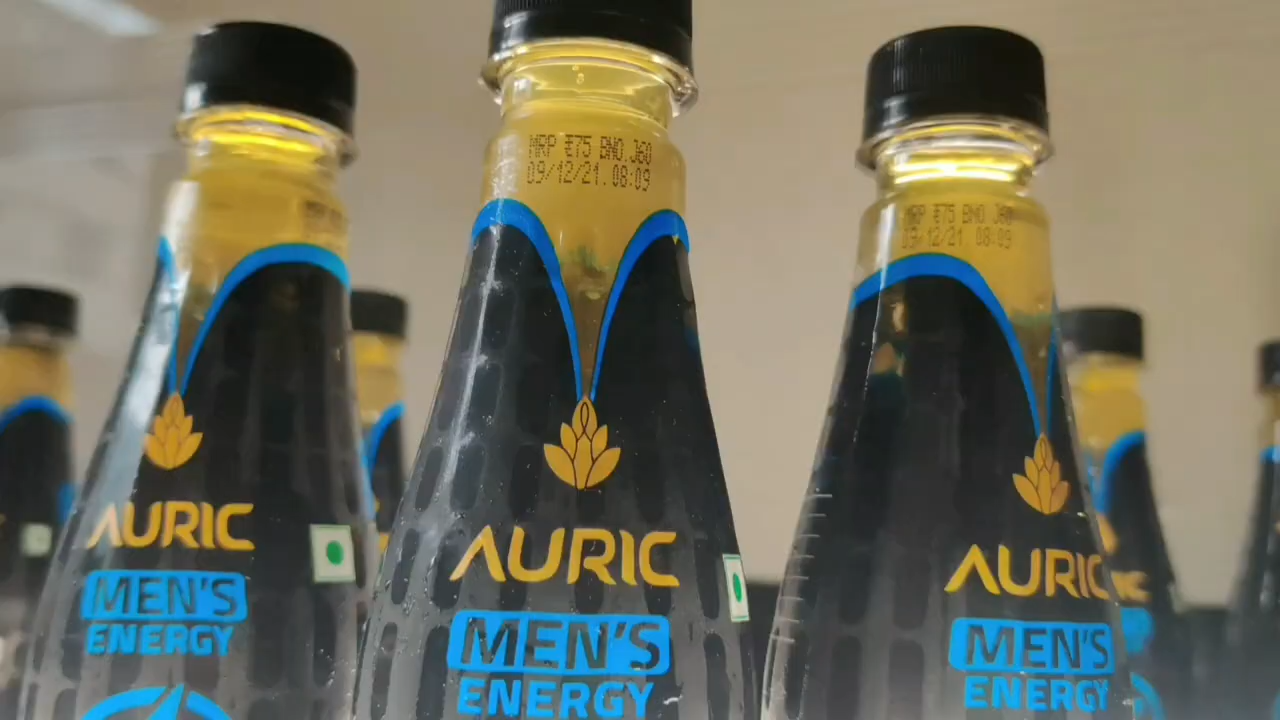 AURIC
MEN'S
ENERGY
MRP ₹75 BNO.J60
09/12/21. 08:09
AURIC
MEN'S
ENERGY
MRP ₹75 BNO J60
09/12/21 08:09
AURIC
MEN'S
ENERGY